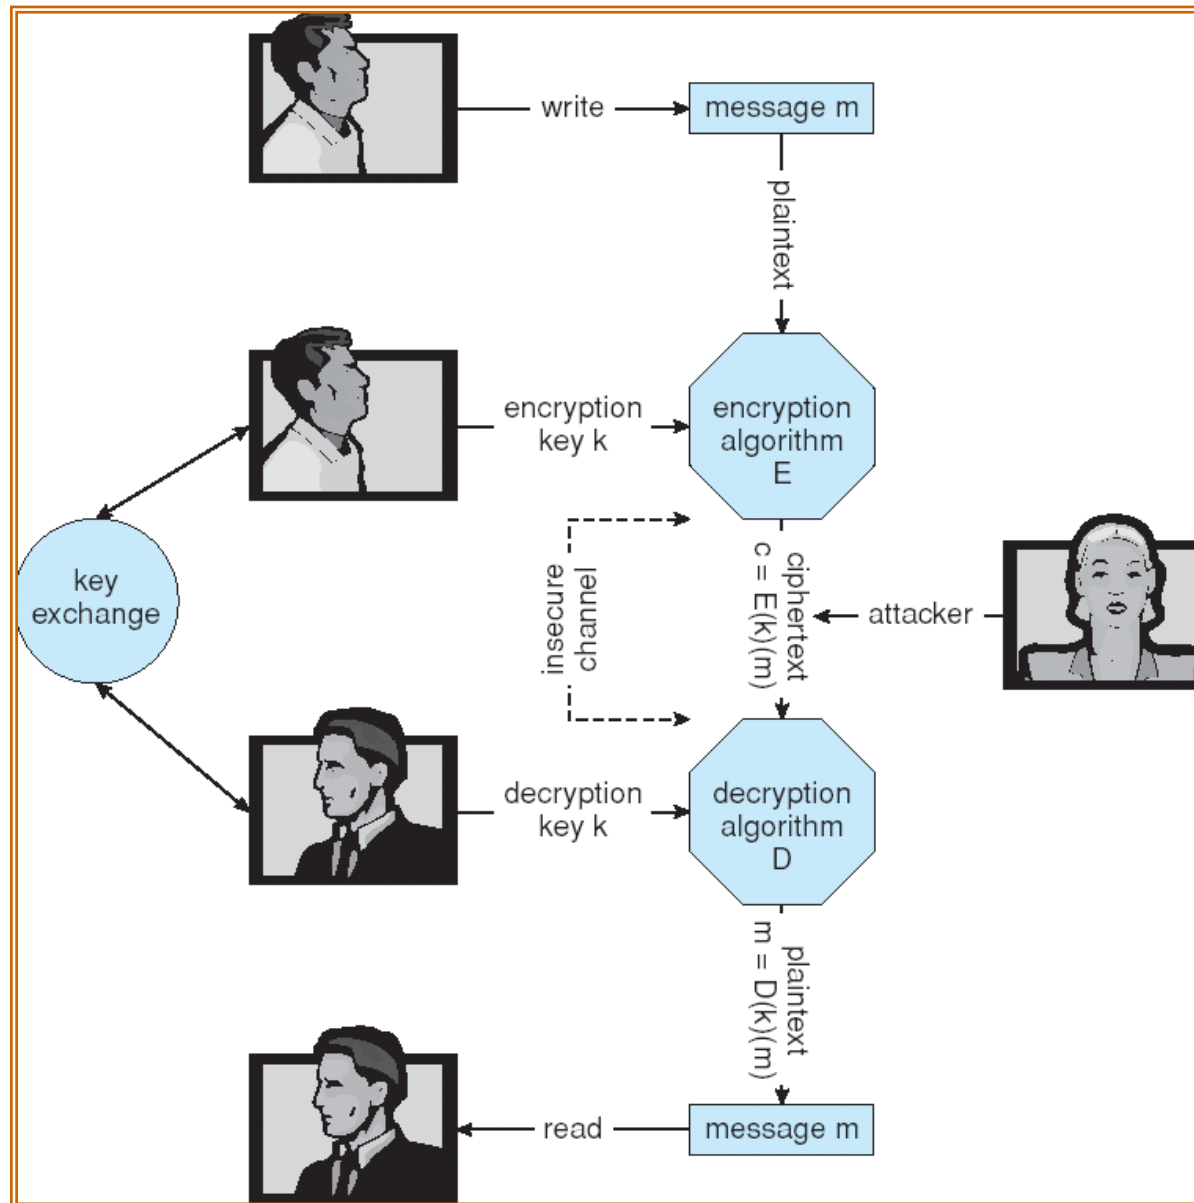 write
message m
plaintext
encryption
key k
encryption
algorithm
E
key
exchange
insecure
channel
ciphertext
c = E(k)(m)
attacker
decryption
key k
decryption
algorithm
D
plaintext
m = D(k)(m)
read
message m